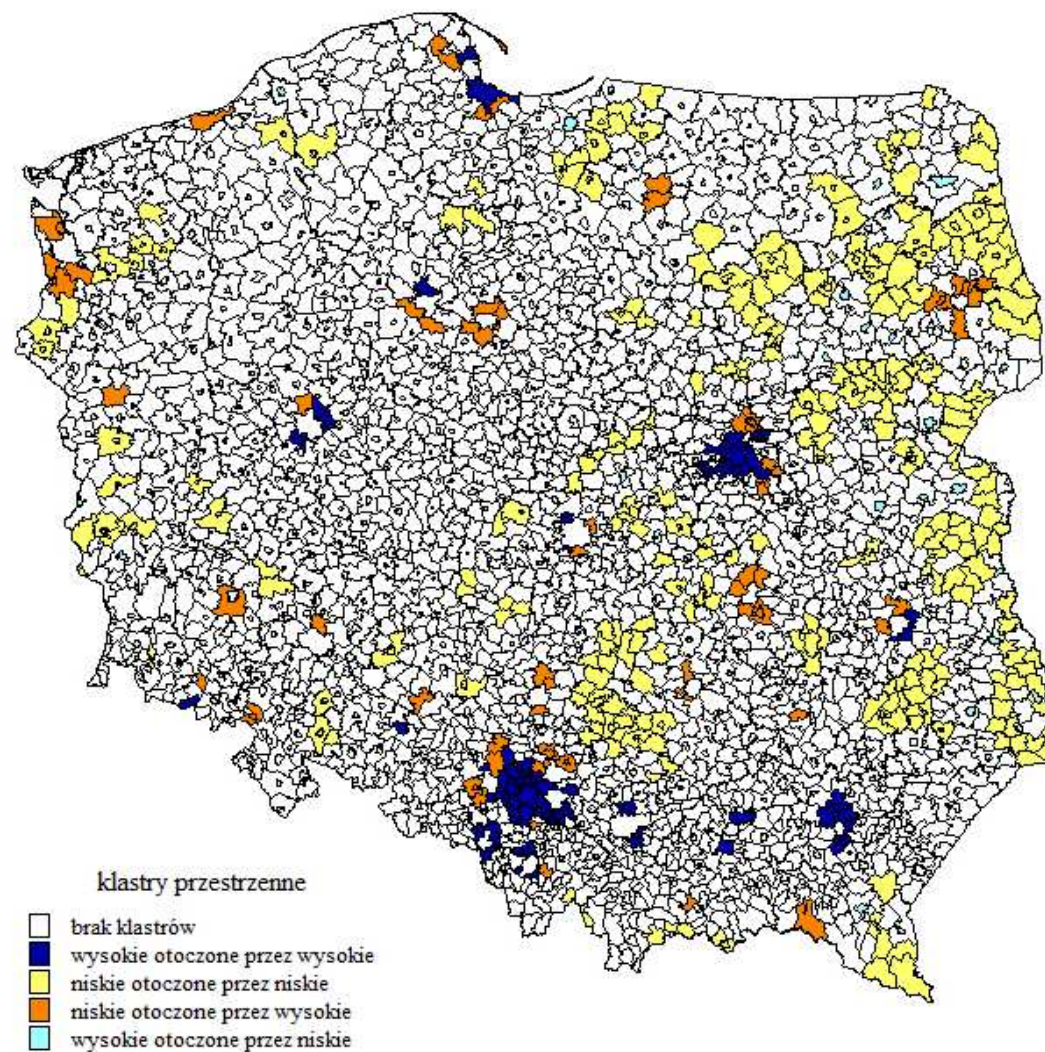 klastry przestrzenne
brak klastrów
wysokie otoczone przez wysokie
niskie otoczone przez niskie
niskie otoczone przez wysokie
wysokie otoczone przez niskie